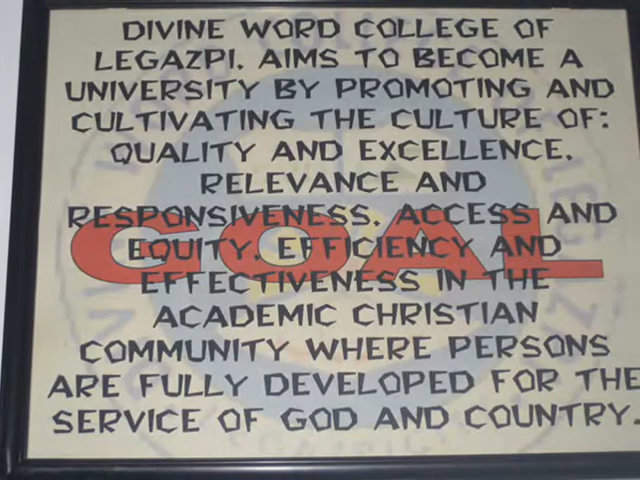 DIVINE WORD COLLEGE OF
LEGAZPI. AIMS TO BECOME A
UNIVERSITY BY PROMOTING AND
CULTIVATING THE CULTURE OF:
QUALITY AND EXCELLENCE.
RELEVANCE AND
RESPONSIVENESS. ACCESS AND
GOAL
EQUITY. EFFICIENCY AND
EFFECTIVENESS IN THE
ACADEMIC CHRISTIAN
COMMUNITY WHERE PERSONS
ARE FULLY DEVELOPED FOR THE
SERVICE OF GOD AND COUNTRY.